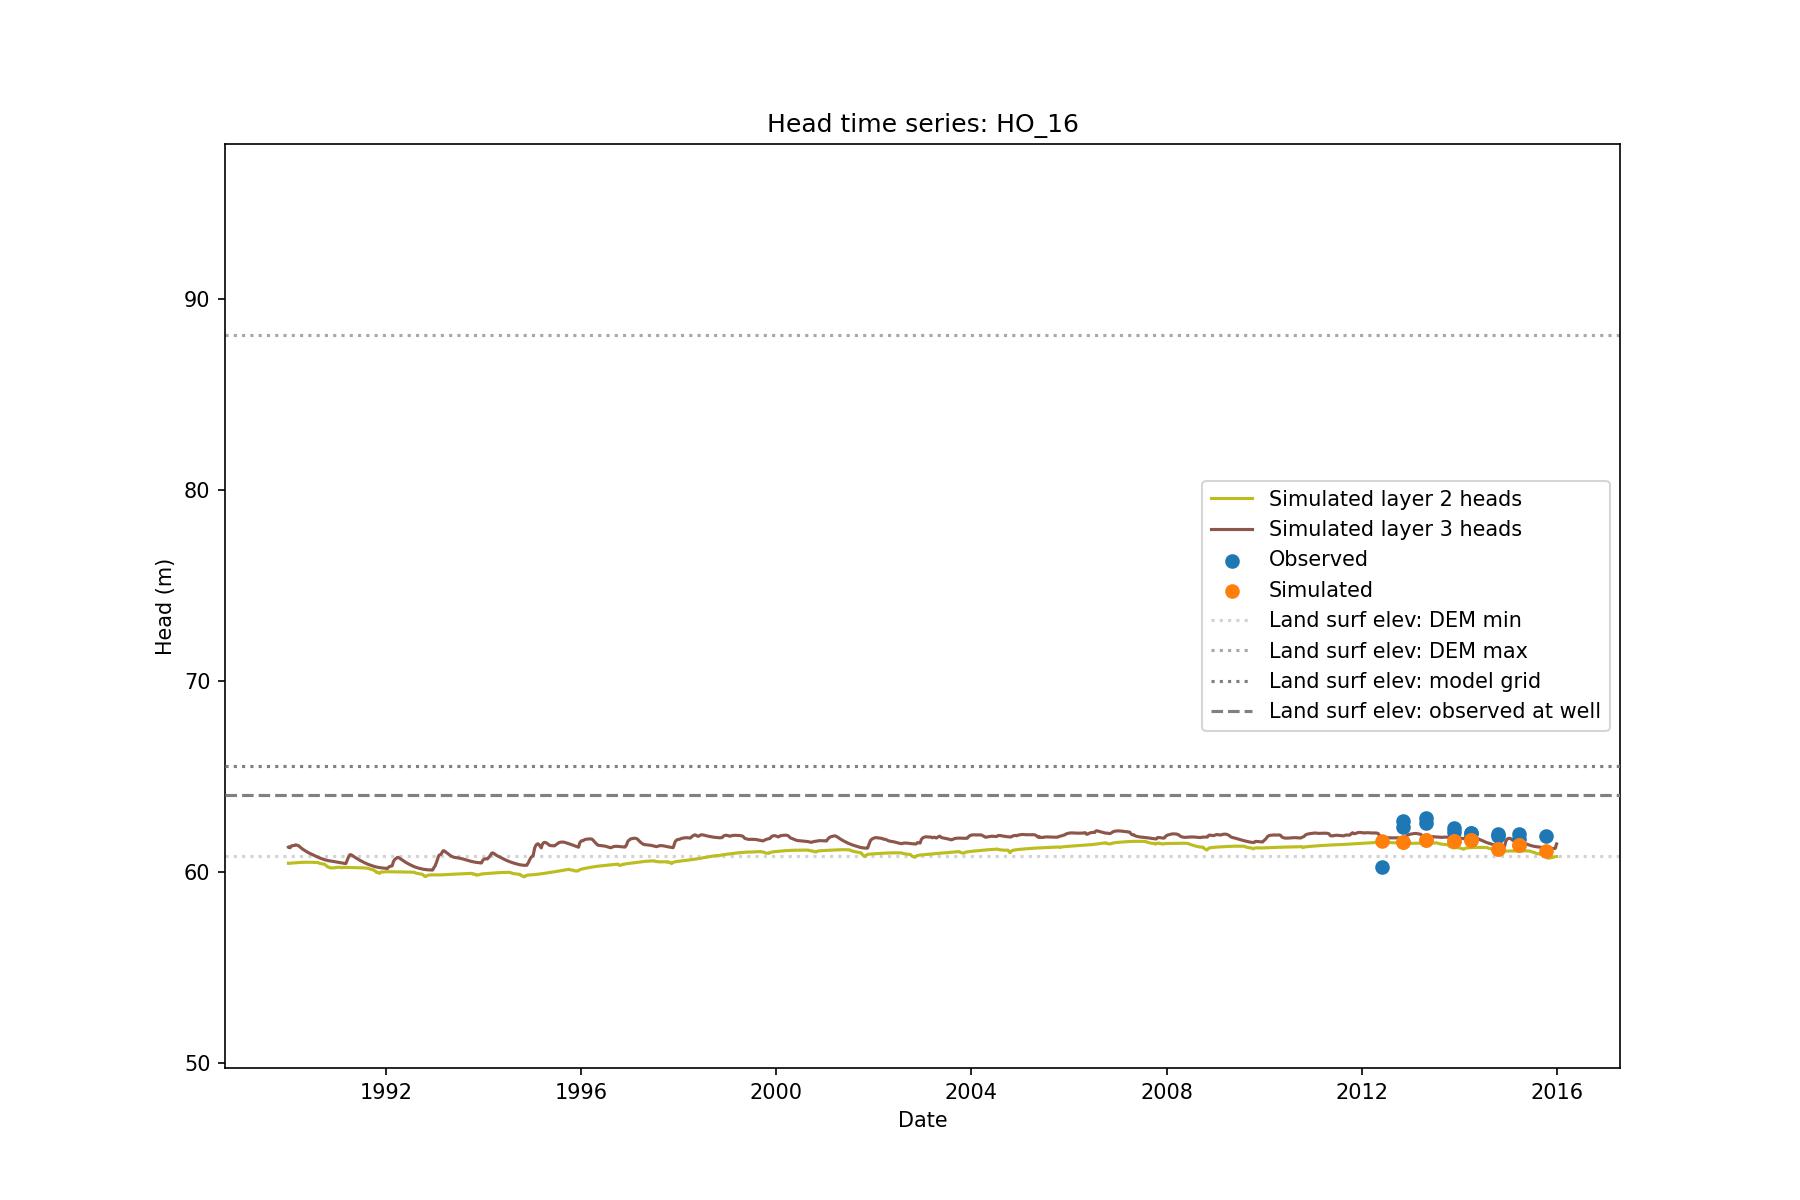 Head time series: HO_16
90
80
70
60
50
Head (m)
Simulated layer 2 heads
Simulated layer 3 heads
Observed
Simulated
Land surf elev: DEM min
Land surf elev: DEM max
Land surf elev: model grid
Land surf elev: observed at well
1992 1996 2000 2004 2008 2012 2016
Date